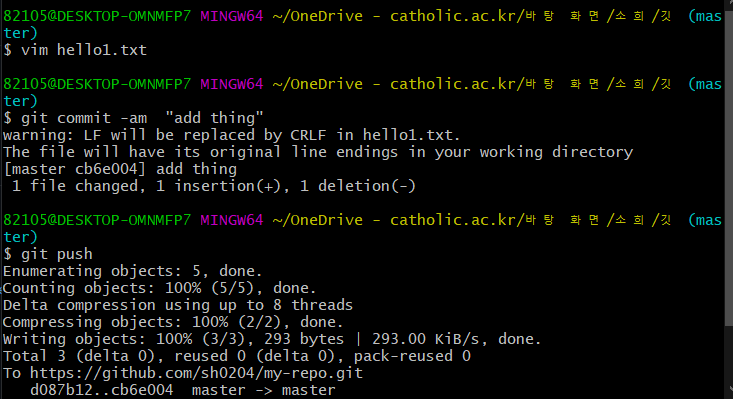 82105@DESKTOP-OMNMFP7 MINGW64 ~/OneDrive - catholic.ac.kr/바탕 화면/소희/깃 (mas
ter)
$ vim hello1.txt
82105@DESKTOP-OMNMFP7 MINGW64 ~/OneDrive - catholic.ac.kr/바탕 화면/소희/깃 (mas
ter)
$ git commit -am  "add thing"
warning: LF will be replaced by CRLF in hello1.txt.
The file will have its original line endings in your working directory
[master cb6e004] add thing
 1 file changed, 1 insertion(+), 1 deletion(-)
82105@DESKTOP-OMNMFP7 MINGW64 ~/OneDrive - catholic.ac.kr/바탕 화면/소희/깃 (mas
ter)
$ git push
Enumerating objects: 5, done.
Counting objects: 100% (5/5), done.
Delta compression using up to 8 threads
Compressing objects: 100% (2/2), done.
Writing objects: 100% (3/3), 293 bytes | 293.00 KiB/s, done.
Total 3 (delta 0), reused 0 (delta 0), pack-reused 0
To https://github.com/sh0204/my-repo.git
   d087b12..cb6e004  master -> master